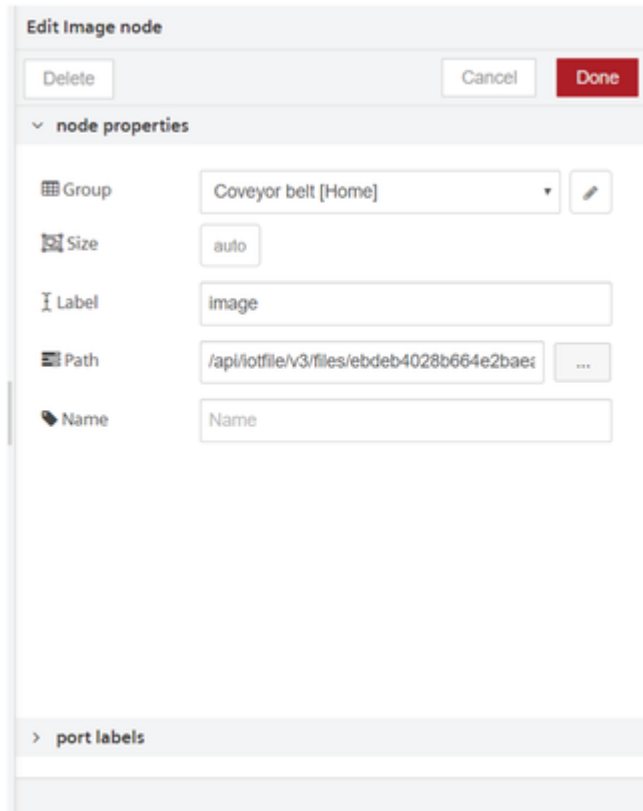 Edit Image node
Delete Cancel Done
node properties
Group Coveyor belt [Home]
Size auto
Label image
Path /api/iotfile/v3/files/ebdeb4028b664e2baea ...
Name Name
port labels